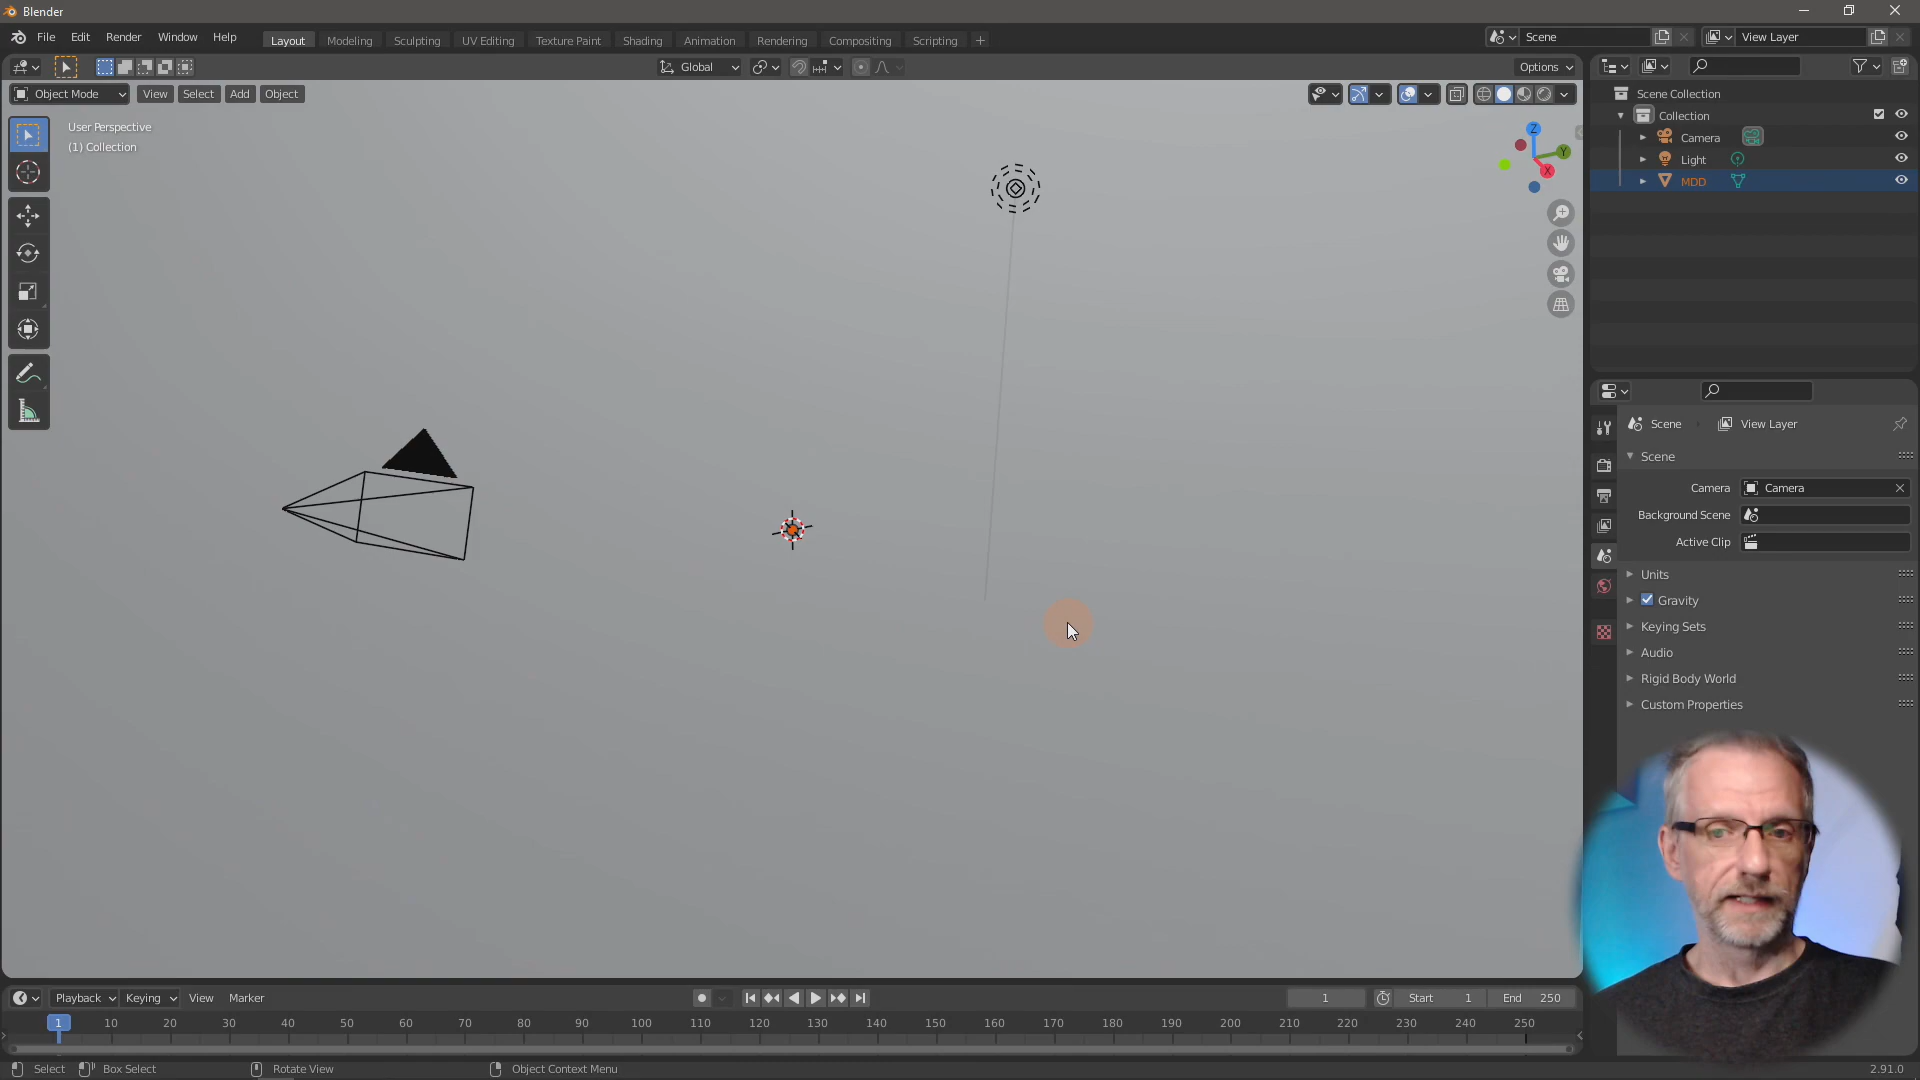 Blender
File Edit Render Window Help
Layout Modeling Sculpting UV Editing Texture Paint Shading Animation Rendering Compositing Scripting +
Scene
View Layer
Global
Options
Object Mode View Select Add Object
User Perspective
(1) Collection
Z
Y
X
Scene Collection
Collection
Camera
Light
MDD
Scene View Layer
Scene
Camera Camera
Background Scene
Active Clip
Units
Gravity
Keying Sets
Audio
Rigid Body World
Custom Properties
Playback Keying View Marker
1 Start 1 End 250
1 10 20 30 40 50 60 70 80 90 100 110 120 130 140 150 160 170 180 190 200 210 220 230 240 250
Select Box Select Rotate View Object Context Menu 2.91.0